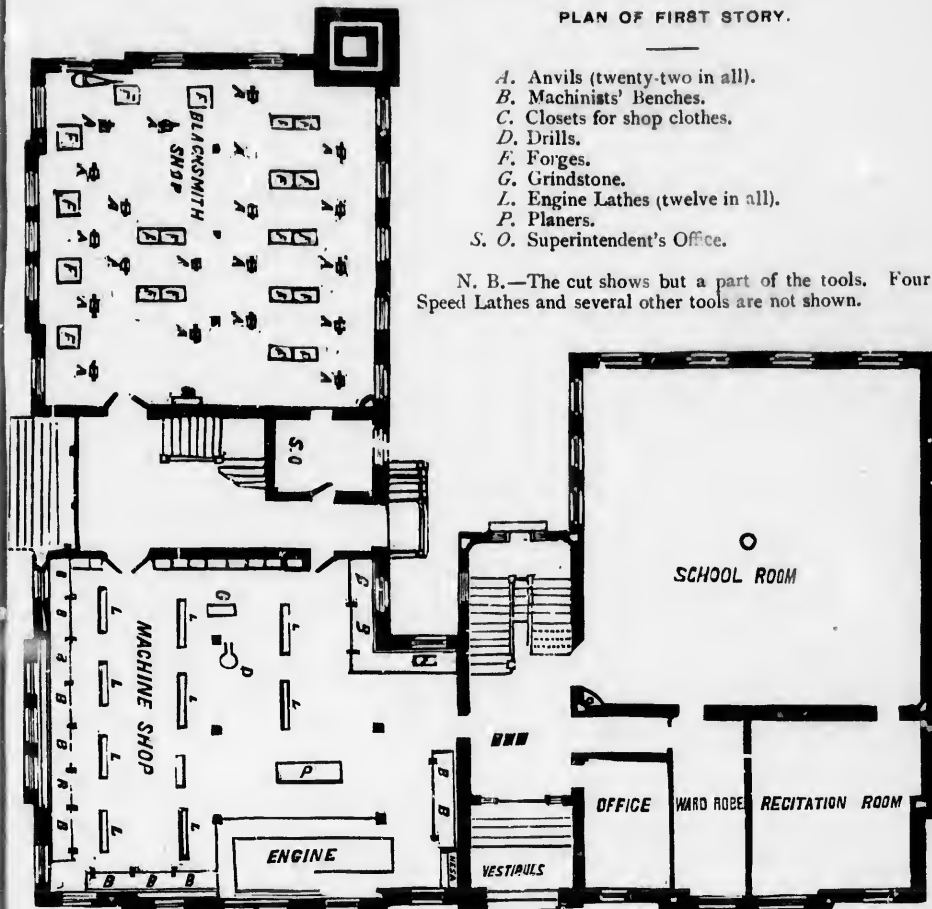 PLAN OF FIRST STORY.
A. Anvils (twenty-two in all).
B. Machinists' Benches.
C. Closets for shop clothes.
D. Drills.
F. Forges.
G. Grindstone.
L. Engine Lathes (twelve in all).
P. Planers.
S. O. Superintendent's Office.
N. B.—The cut shows but a part of the tools. Four
Speed Lathes and several other tools are not shown.
BLACKSMITH
SHOP
S.O
SCHOOL ROOM
MACHINE SHOP
G
D
C
B
P
B
B
ENGINE
VESTIBULE
OFFICE
WARD ROBE
RECITATION ROOM
B B B